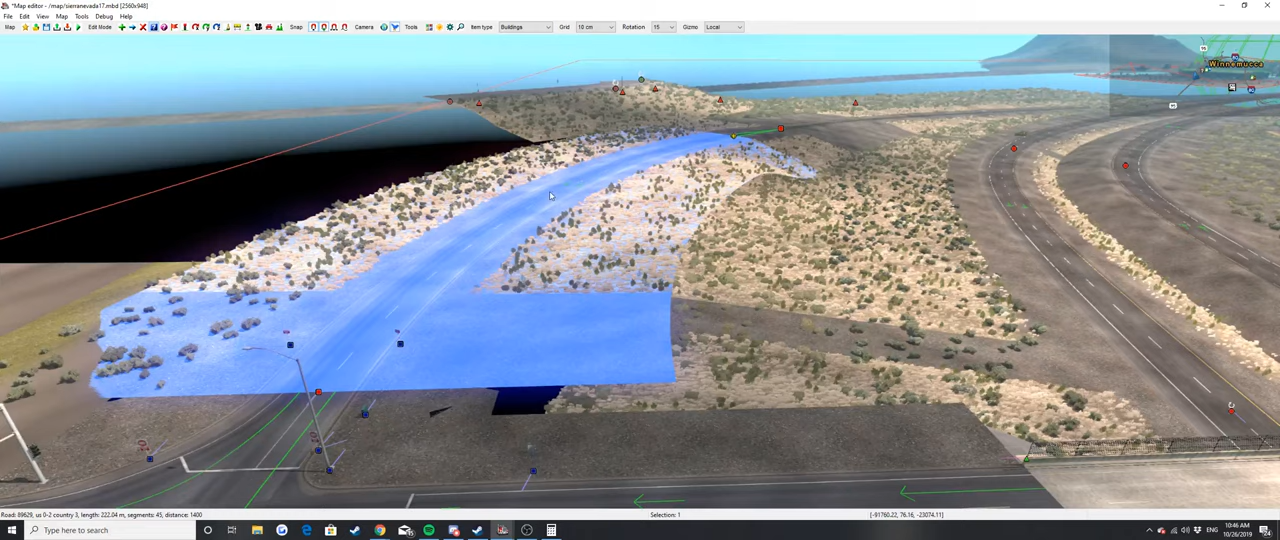 *Map editor - /map/sierranevada17.mbd [2560x948]
File Edit View Map Tools Debug Help
Map Edit Mode Snap Camera Tools Item type Buildings Grid 10 cm Rotation 15 Gizmo Local
Winnemucca
Road: 89629, us 0-2 country 3, length: 222.04 m, segments: 45, distance: 1400
Selection: 1
[-91760.22, 76.16, -23074.11]
Type here to search
ENG
10:46 AM
10/26/2019
24